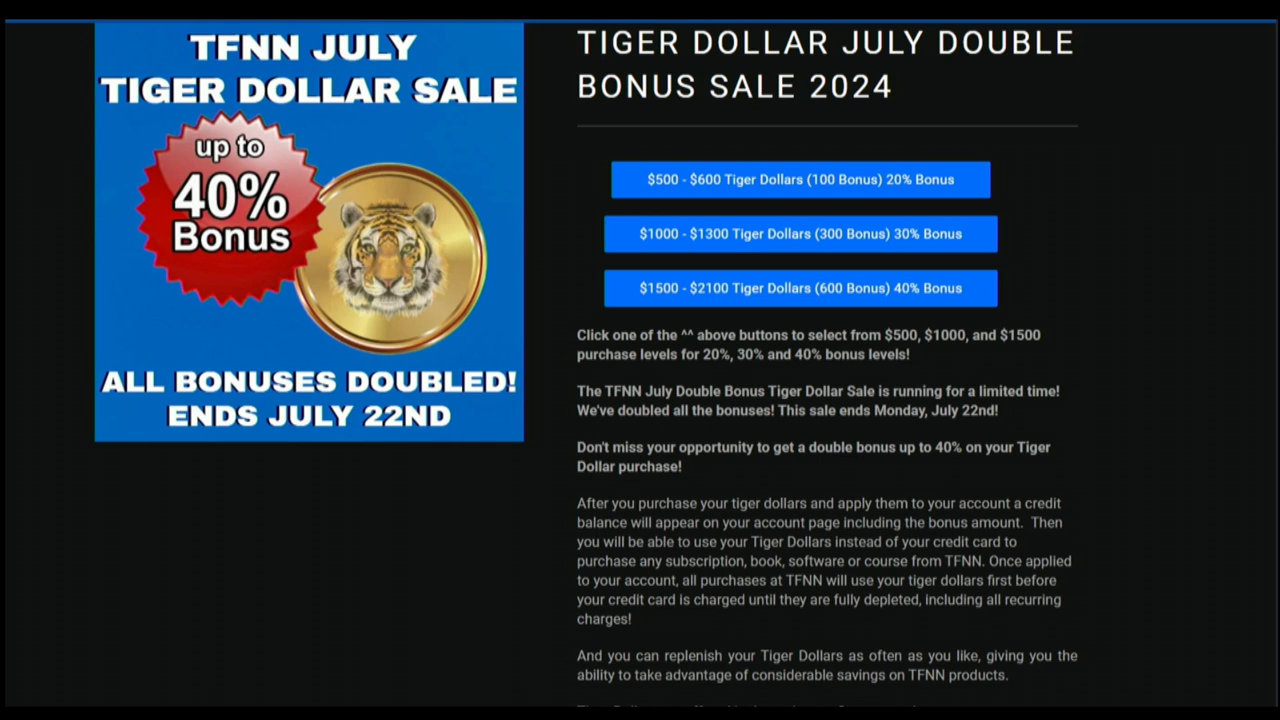 TFNN JULY
TIGER DOLLAR SALE
up to
40%
Bonus
ALL BONUSES DOUBLED!
ENDS JULY 22ND
TIGER DOLLAR JULY DOUBLE
BONUS SALE 2024
$500 - $600 Tiger Dollars (100 Bonus) 20% Bonus
$1000 - $1300 Tiger Dollars (300 Bonus) 30% Bonus
$1500 - $2100 Tiger Dollars (600 Bonus) 40% Bonus
Click one of the ^^ above buttons to select from $500, $1000, and $1500
purchase levels for 20%, 30% and 40% bonus levels!
The TFNN July Double Bonus Tiger Dollar Sale is running for a limited time!
We've doubled all the bonuses! This sale ends Monday, July 22nd!
Don't miss your opportunity to get a double bonus up to 40% on your Tiger
Dollar purchase!
After you purchase your tiger dollars and apply them to your account a credit
balance will appear on your account page including the bonus amount. Then
you will be able to use your Tiger Dollars instead of your credit card to
purchase any subscription, book, software or course from TFNN. Once applied
to your account, all purchases at TFNN will use your tiger dollars first before
your credit card is charged until they are fully depleted, including all recurring
charges!
And you can replenish your Tiger Dollars as often as you like, giving you the
ability to take advantage of considerable savings on TFNN products.